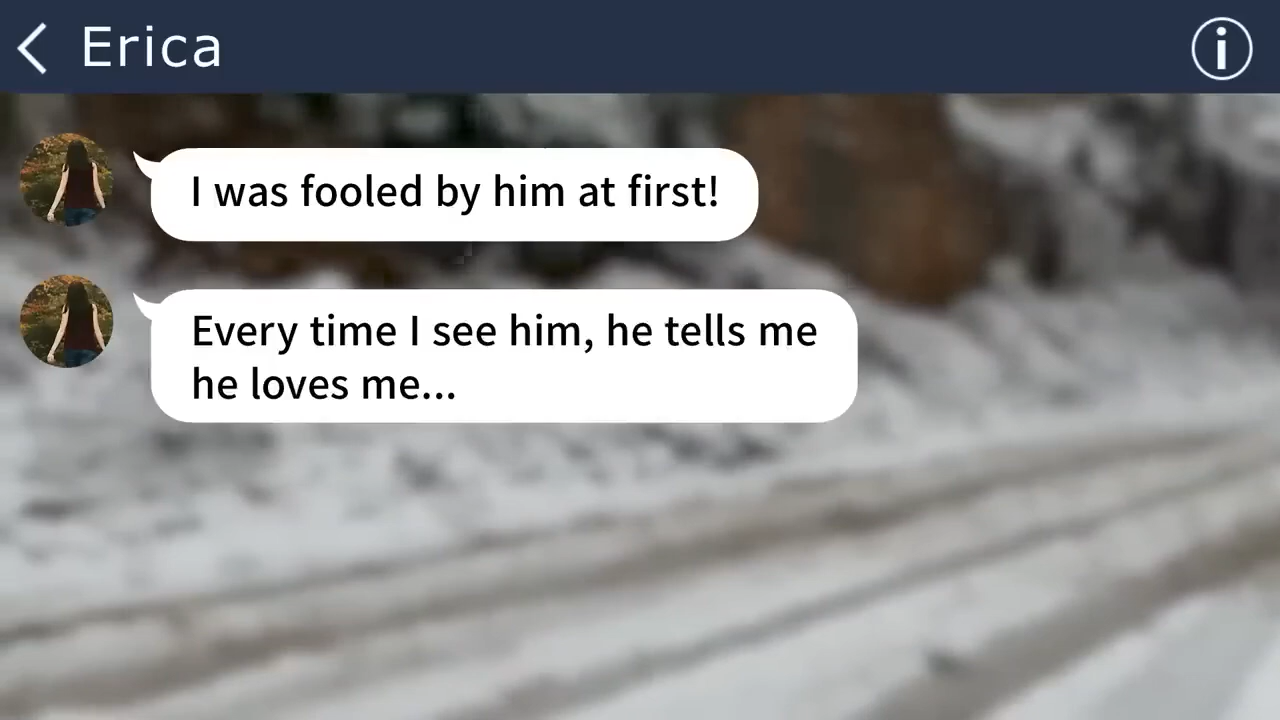 Erica
I was fooled by him at first!
Every time I see him, he tells me
he loves me...